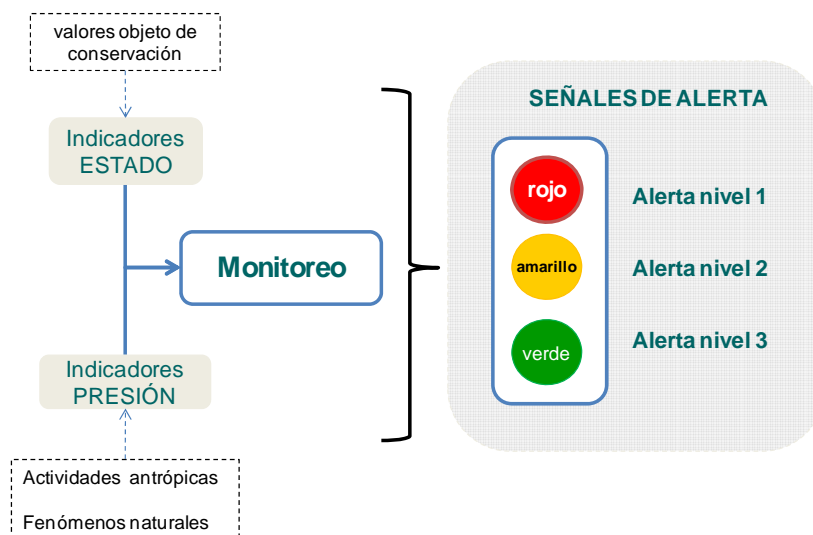 valores objeto de
conservación
Indicadores
ESTADO
Monitoreo
Indicadores
PRESIÓN
Actividades antrópicas
Fenómenos naturales
SEÑALES DE ALERTA
rojo
Alerta nivel 1
amarillo
Alerta nivel 2
verde
Alerta nivel 3